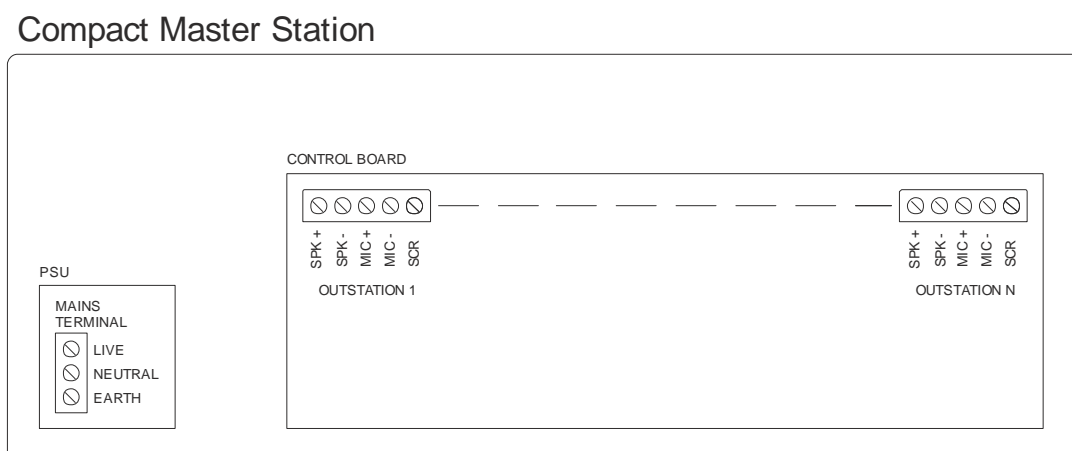 Compact Master Station
CONTROL BOARD
SPK +
SPK -
MIC +
MIC -
SCR
OUTSTATION 1
SPK +
SPK -
MIC +
MIC -
SCR
OUTSTATION N
PSU
MAINS
TERMINAL
LIVE
NEUTRAL
EARTH